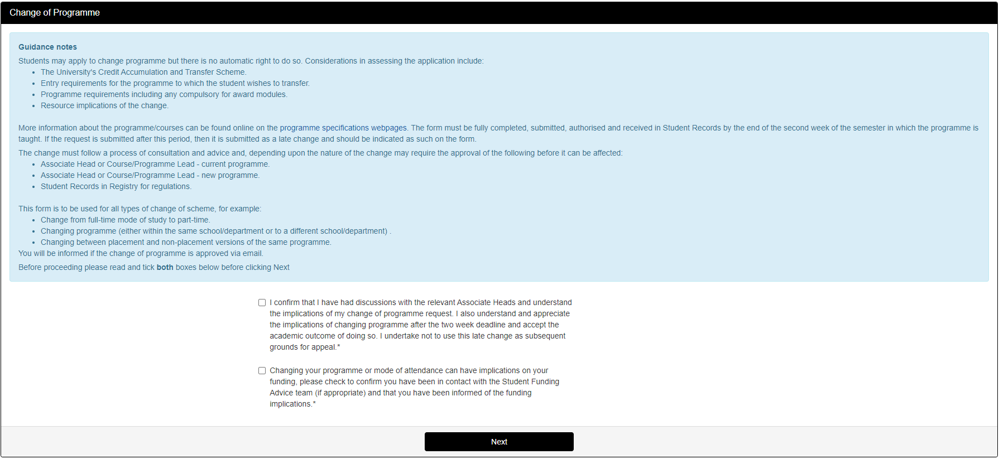 Change of Programme
Guidance notes
Students may apply to change programme but there is no automatic right to do so. Considerations in assessing the application include:
• The University's Credit Accumulation and Transfer Scheme.
• Entry requirements for the programme to which the student wishes to transfer.
• Programme requirements including any compulsory for award modules.
• Resource implications of the change.
More information about the programme/courses can be found online on the programme specifications webpages. The form must be fully completed, submitted, authorised and received in Student Records by the end of the second week of the semester in which the programme is
taught. If the request is submitted after this period, then it is submitted as a late change and should be indicated as such on the form.
The change must follow a process of consultation and advice and, depending upon the nature of the change may require the approval of the following before it can be affected:
• Associate Head or Course/Programme Lead - current programme.
• Associate Head or Course/Programme Lead - new programme.
• Student Records in Registry for regulations.
This form is to be used for all types of change of scheme, for example:
• Change from full-time mode of study to part-time.
• Changing programme (either within the same school/department or to a different school/department) .
• Changing between placement and non-placement versions of the same programme.
You will be informed if the change of programme is approved via email.
Before proceeding please read and tick both boxes below before clicking Next
I confirm that I have had discussions with the relevant Associate Heads and understand
the implications of my change of programme request. I also understand and appreciate
the implications of changing programme after the two week deadline and accept the
academic outcome of doing so. I undertake not to use this late change as subsequent
grounds for appeal.*
Changing your programme or mode of attendance can have implications on your
funding, please check to confirm you have been in contact with the Student Funding
Advice team (if appropriate) and that you have been informed of the funding
implications.*
Next